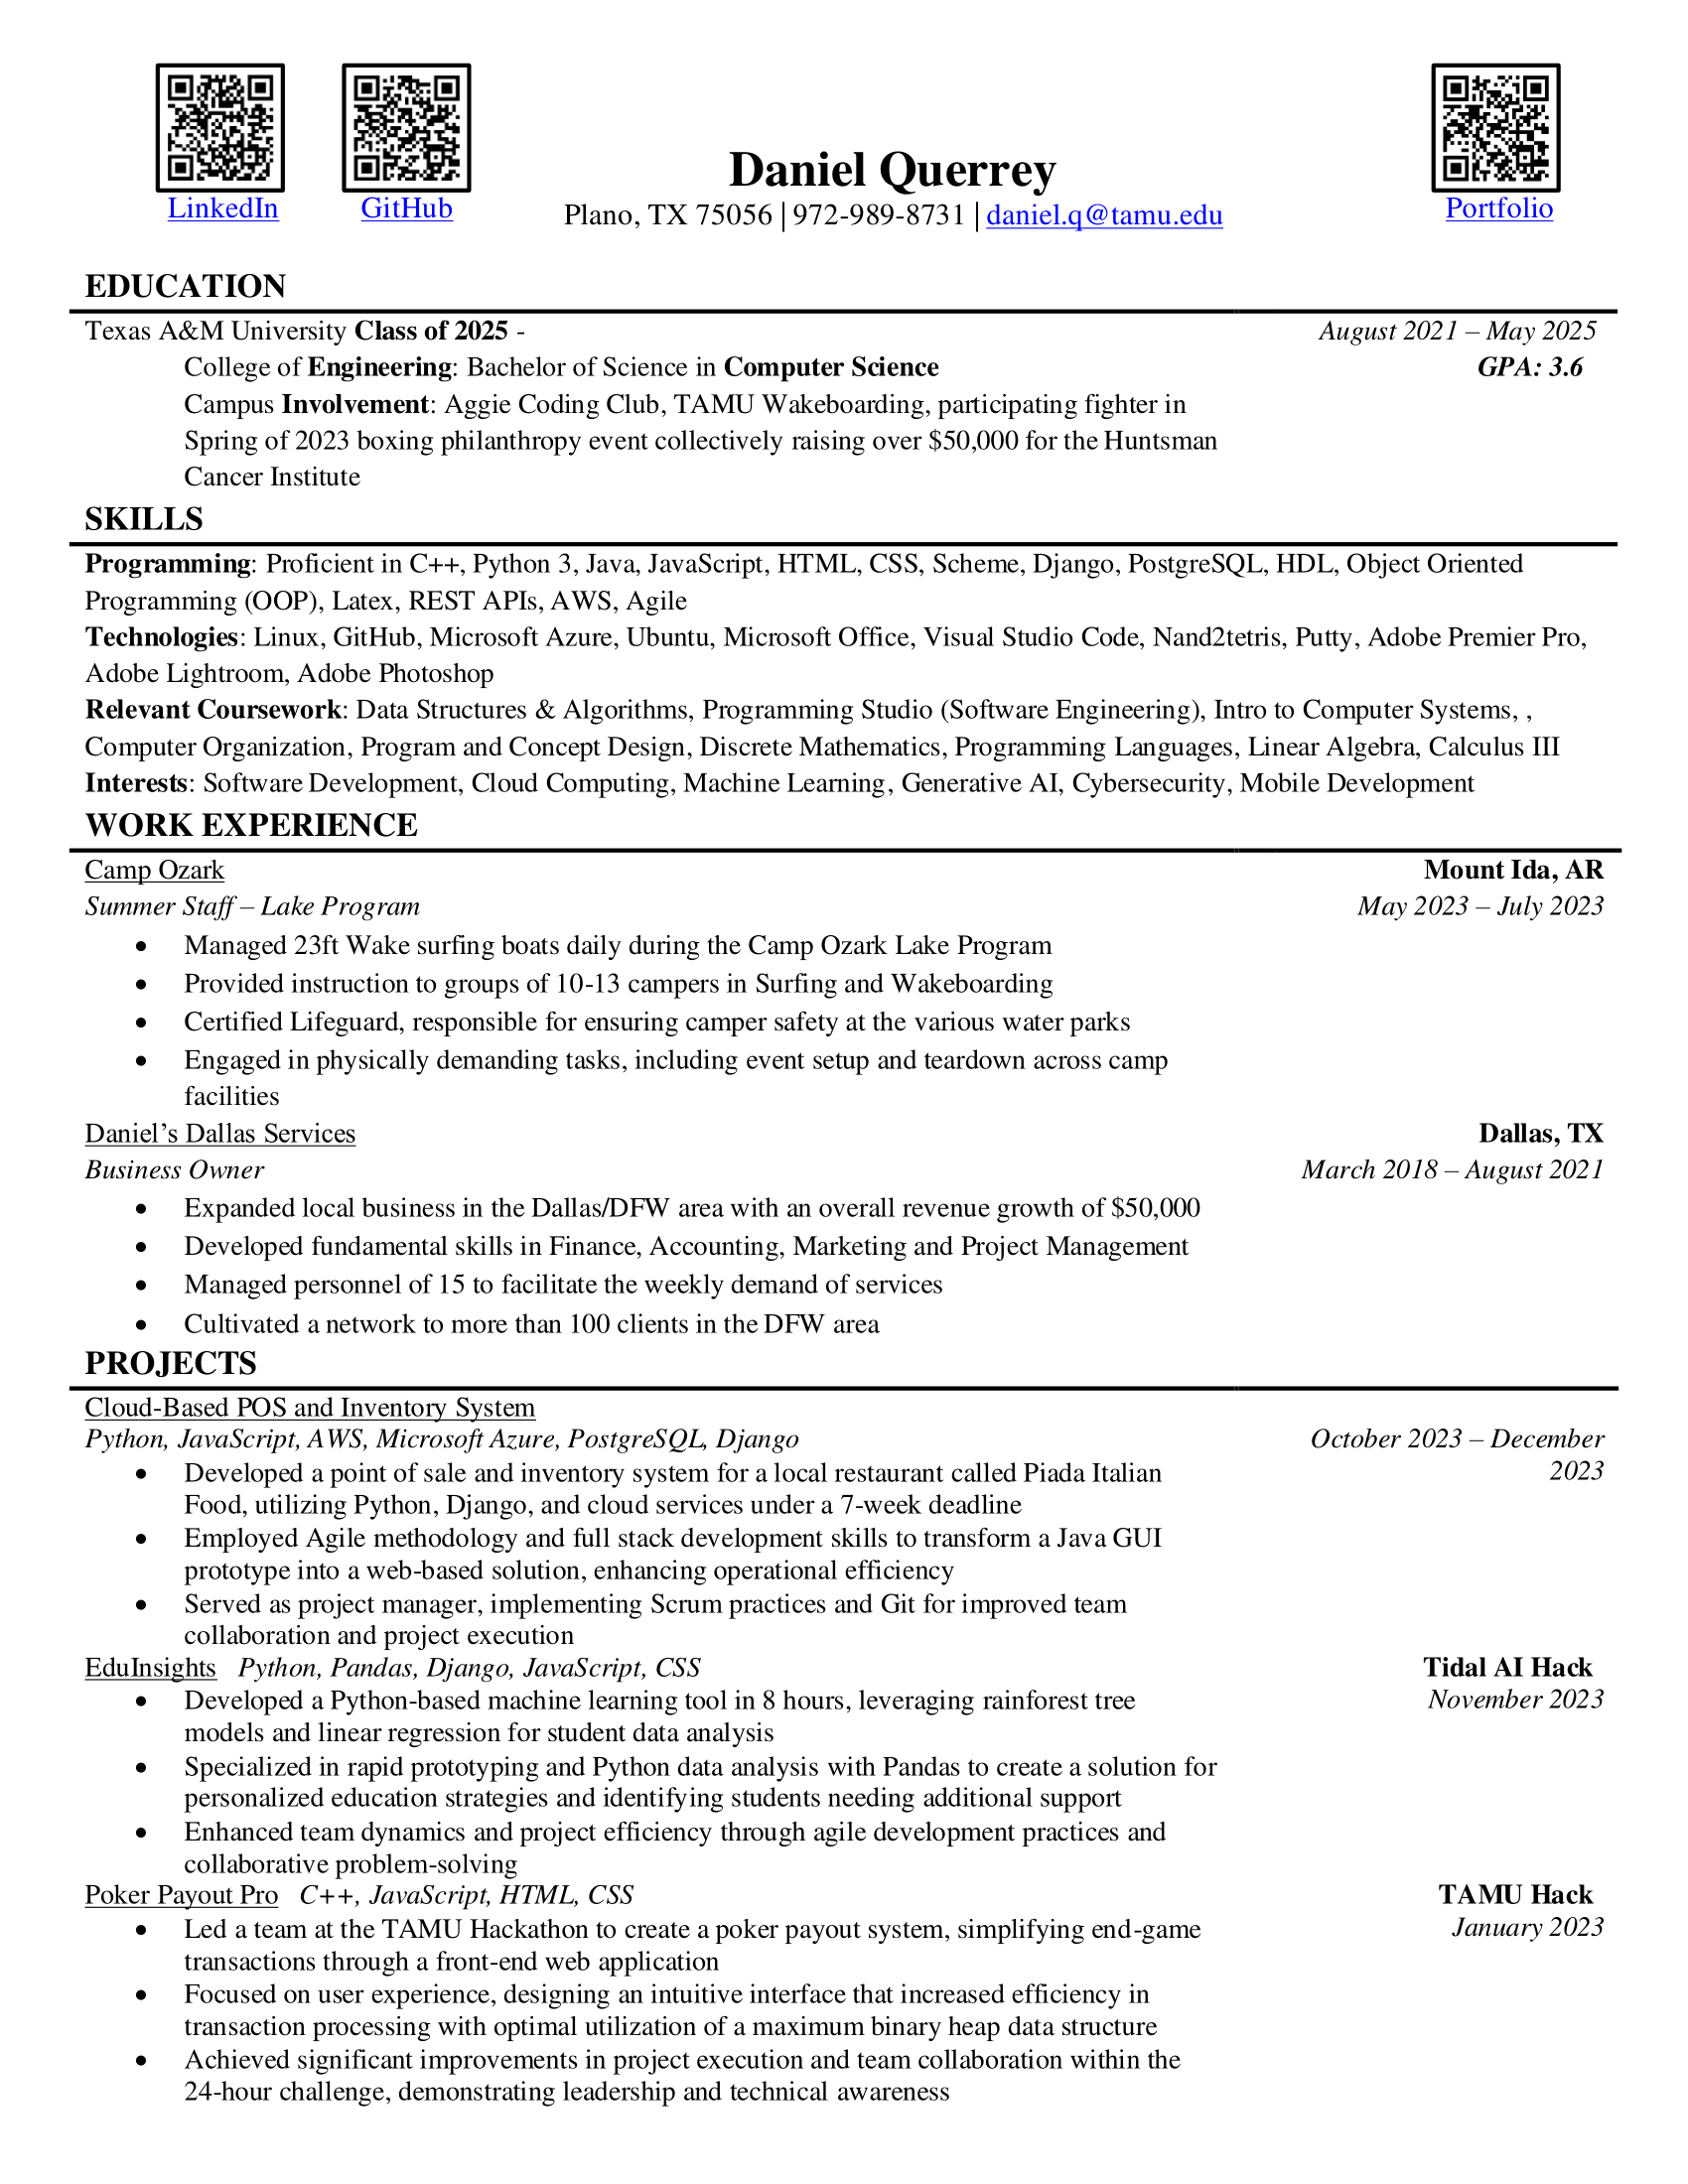 LinkedIn
GitHub
Daniel Querrey
Plano, TX 75056 | 972-989-8731 | daniel.q@tamu.edu
Portfolio
EDUCATION
Texas A&M University Class of 2025 -
August 2021 – May 2025
College of Engineering: Bachelor of Science in Computer Science
GPA: 3.6
Campus Involvement: Aggie Coding Club, TAMU Wakeboarding, participating fighter in
Spring of 2023 boxing philanthropy event collectively raising over $50,000 for the Huntsman
Cancer Institute
SKILLS
Programming: Proficient in C++, Python 3, Java, JavaScript, HTML, CSS, Scheme, Django, PostgreSQL, HDL, Object Oriented
Programming (OOP), Latex, REST APIs, AWS, Agile
Technologies: Linux, GitHub, Microsoft Azure, Ubuntu, Microsoft Office, Visual Studio Code, Nand2tetris, Putty, Adobe Premier Pro,
Adobe Lightroom, Adobe Photoshop
Relevant Coursework: Data Structures & Algorithms, Programming Studio (Software Engineering), Intro to Computer Systems, ,
Computer Organization, Program and Concept Design, Discrete Mathematics, Programming Languages, Linear Algebra, Calculus III
Interests: Software Development, Cloud Computing, Machine Learning, Generative AI, Cybersecurity, Mobile Development
WORK EXPERIENCE
Camp Ozark
Mount Ida, AR
Summer Staff – Lake Program
May 2023 – July 2023
• Managed 23ft Wake surfing boats daily during the Camp Ozark Lake Program
• Provided instruction to groups of 10-13 campers in Surfing and Wakeboarding
• Certified Lifeguard, responsible for ensuring camper safety at the various water parks
• Engaged in physically demanding tasks, including event setup and teardown across camp
facilities
Daniel’s Dallas Services
Dallas, TX
Business Owner
March 2018 – August 2021
• Expanded local business in the Dallas/DFW area with an overall revenue growth of $50,000
• Developed fundamental skills in Finance, Accounting, Marketing and Project Management
• Managed personnel of 15 to facilitate the weekly demand of services
• Cultivated a network to more than 100 clients in the DFW area
PROJECTS
Cloud-Based POS and Inventory System
Python, JavaScript, AWS, Microsoft Azure, PostgreSQL, Django
October 2023 – December
2023
• Developed a point of sale and inventory system for a local restaurant called Piada Italian
Food, utilizing Python, Django, and cloud services under a 7-week deadline
• Employed Agile methodology and full stack development skills to transform a Java GUI
prototype into a web-based solution, enhancing operational efficiency
• Served as project manager, implementing Scrum practices and Git for improved team
collaboration and project execution
EduInsights Python, Pandas, Django, JavaScript, CSS
Tidal AI Hack
November 2023
• Developed a Python-based machine learning tool in 8 hours, leveraging rainforest tree
models and linear regression for student data analysis
• Specialized in rapid prototyping and Python data analysis with Pandas to create a solution for
personalized education strategies and identifying students needing additional support
• Enhanced team dynamics and project efficiency through agile development practices and
collaborative problem-solving
Poker Payout Pro C++, JavaScript, HTML, CSS
TAMU Hack
January 2023
• Led a team at the TAMU Hackathon to create a poker payout system, simplifying end-game
transactions through a front-end web application
• Focused on user experience, designing an intuitive interface that increased efficiency in
transaction processing with optimal utilization of a maximum binary heap data structure
• Achieved significant improvements in project execution and team collaboration within the
24-hour challenge, demonstrating leadership and technical awareness